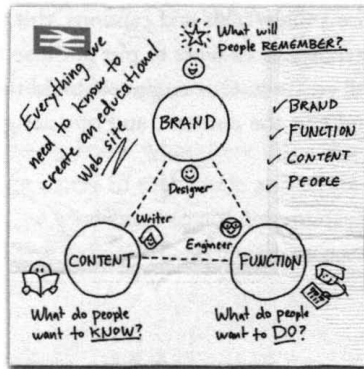 Everything we
need to know to
create an educational
Web site
What will
people REMEMBER?
BRAND
✓ BRAND
✓ FUNCTION
✓ CONTENT
✓ PEOPLE
Designer
Writer
Engineer
CONTENT
FUNCTION
What do people
want to KNOW?
What do people
want to DO?